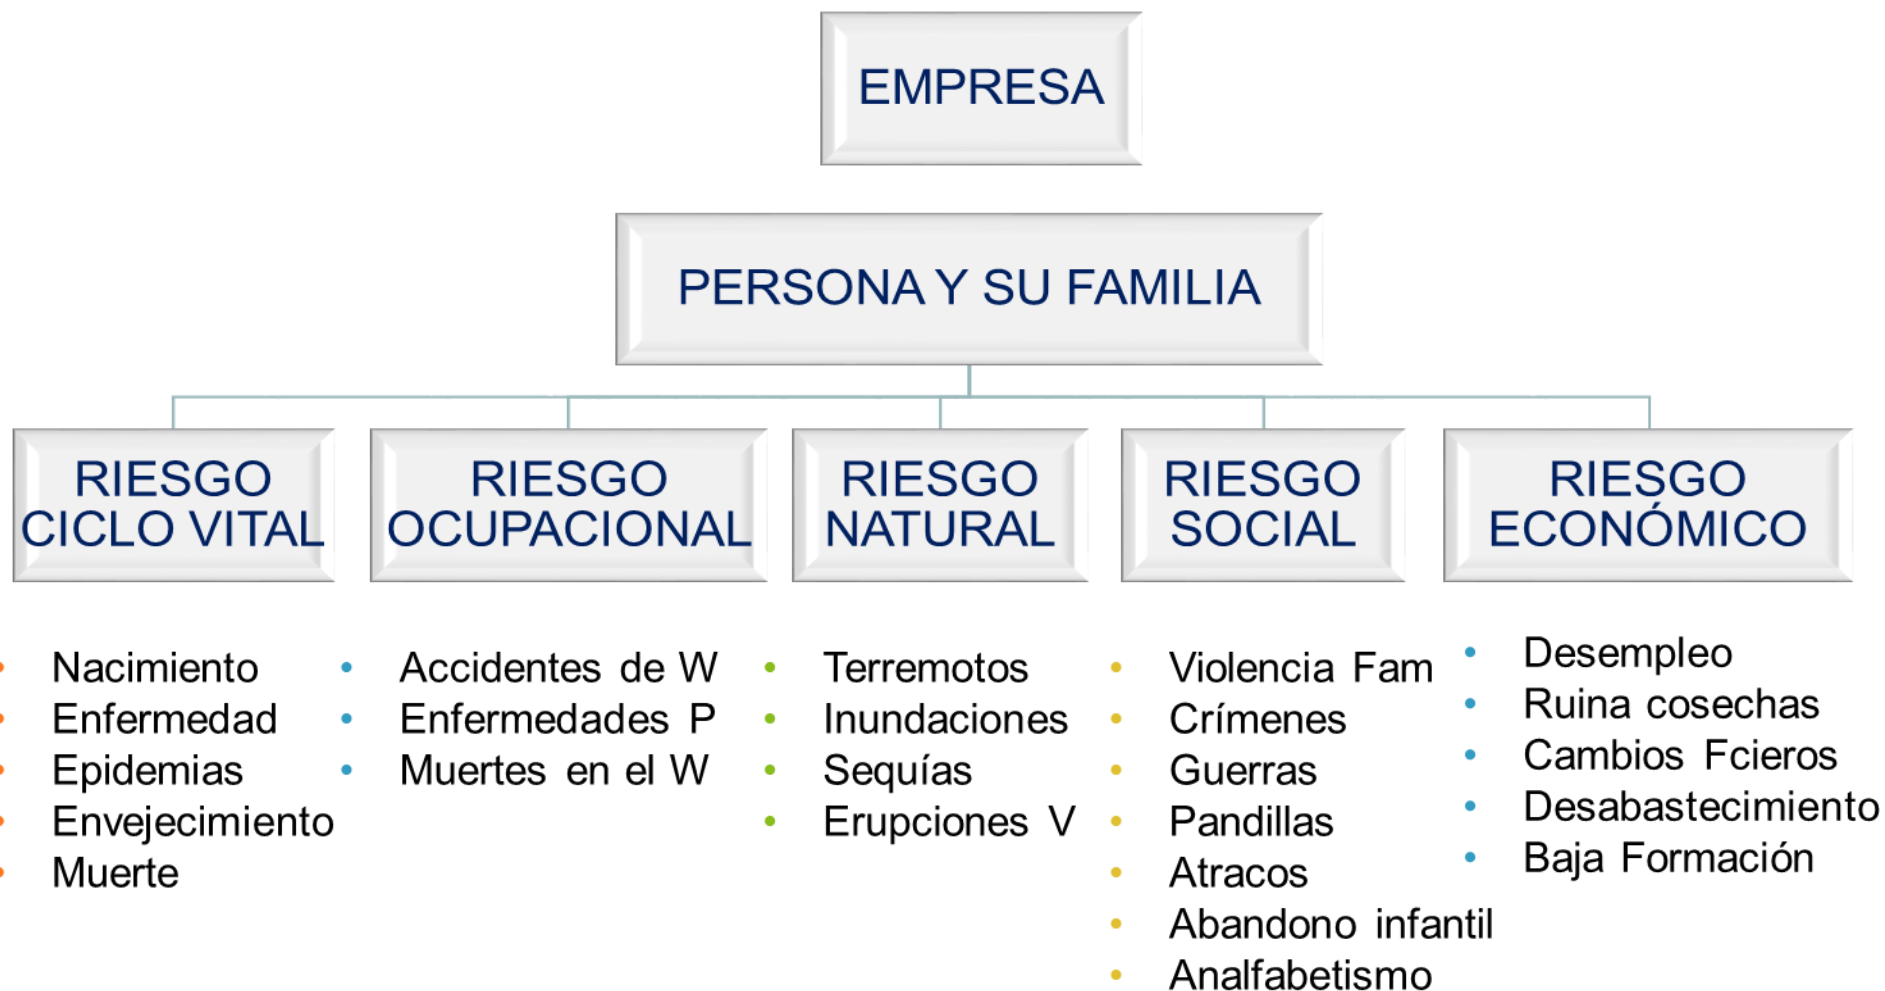 EMPRESA
PERSONA Y SU FAMILIA
RIESGO
CICLO VITAL
RIESGO
OCUPACIONAL
RIESGO
NATURAL
RIESGO
SOCIAL
RIESGO
ECONÓMICO
Nacimiento
Enfermedad
Epidemias
Envejecimiento
Muerte
Accidentes de W
Enfermedades P
Muertes en el W
Terremotos
Inundaciones
Sequías
Erupciones V
Violencia Fam
Crímenes
Guerras
Pandillas
Atracos
Abandono infantil
Analfabetismo
Desempleo
Ruina cosechas
Cambios Fcieros
Desabastecimiento
Baja Formación